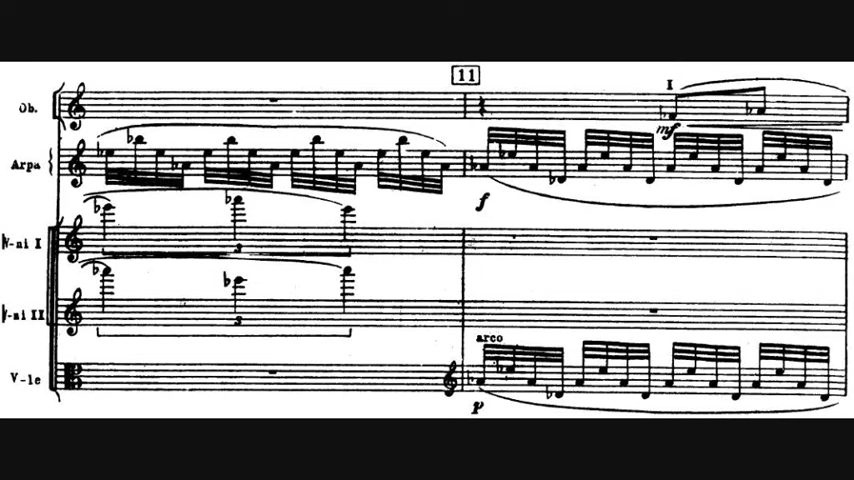 11
Ob.
I
mf
Arpa
f
V-ni I
3
V-ni II
3
arco
V-le
p